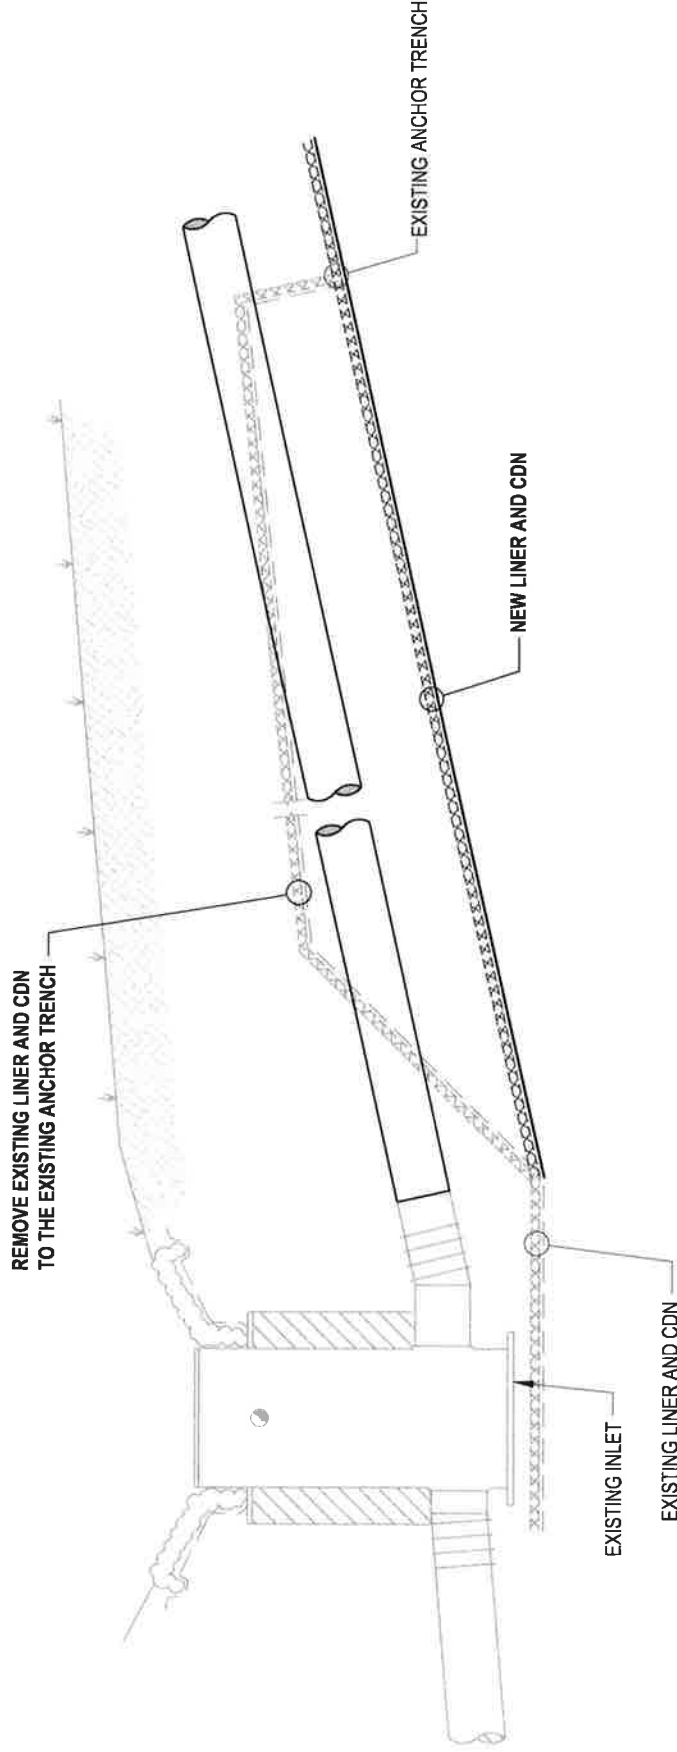 REMOVE EXISTING LINER AND CDN
TO THE EXISTING ANCHOR TRENCH
EXISTING ANCHOR TRENCH
NEW LINER AND CDN
EXISTING INLET
EXISTING LINER AND CDN